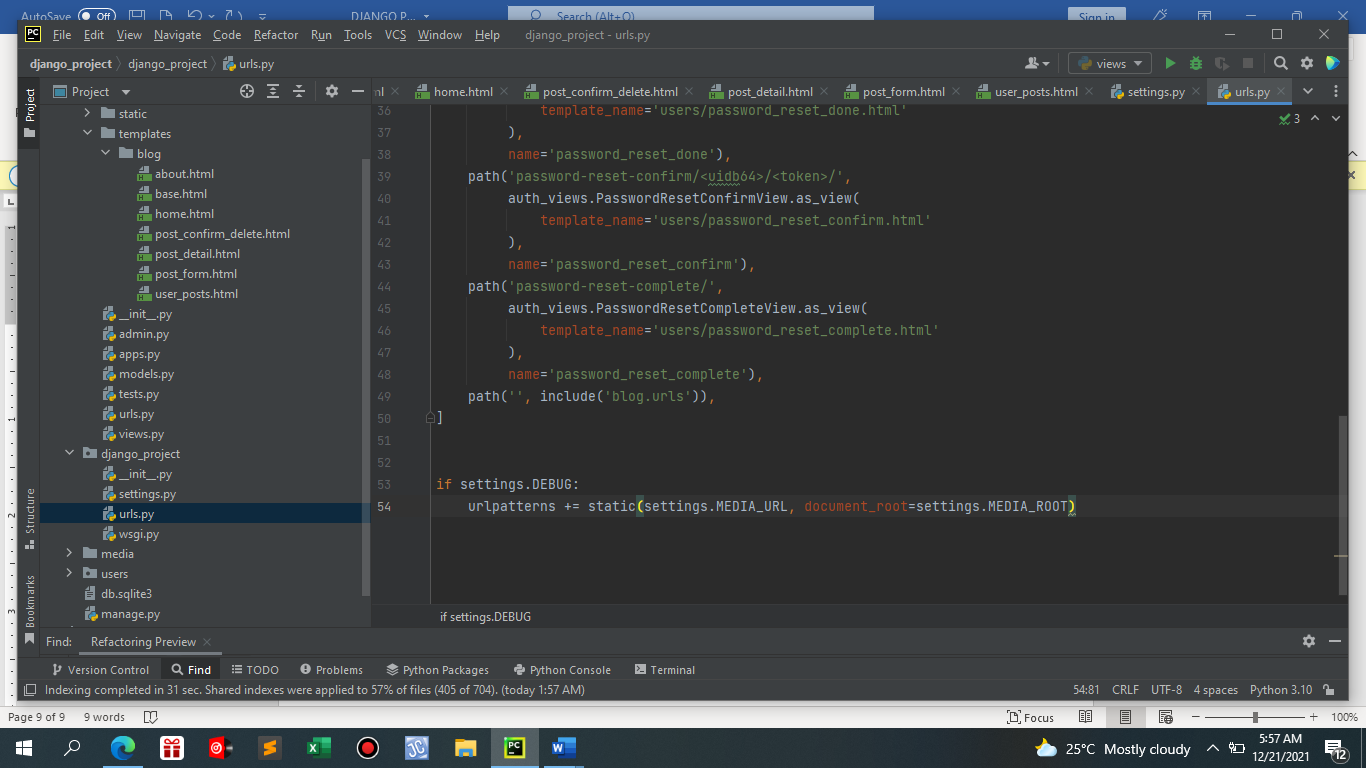 AutoSave Off DJANGO P... Search (Alt+Q) Sign in
PC File Edit View Navigate Code Refactor Run Tools VCS Window Help django_project - urls.py
django_project django_project urls.py views
Project home.html post_confirm_delete.html post_detail.html post_form.html user_posts.html settings.py urls.py
Project
static
templates
blog
about.html
base.html
home.html
post_confirm_delete.html
post_detail.html
post_form.html
user_posts.html
__init__.py
admin.py
apps.py
models.py
tests.py
urls.py
views.py
django_project
__init__.py
settings.py
urls.py
wsgi.py
media
users
db.sqlite3
manage.py
Structure
Bookmarks
3
36 template_name='users/password_reset_done.html'
37 ),
38 name='password_reset_done'),
39 path('password-reset-confirm/<uidb64>/<token>/',
40 auth_views.PasswordResetConfirmView.as_view(
41 template_name='users/password_reset_confirm.html'
42 ),
43 name='password_reset_confirm'),
44 path('password-reset-complete/',
45 auth_views.PasswordResetCompleteView.as_view(
46 template_name='users/password_reset_complete.html'
47 ),
48 name='password_reset_complete'),
49 path('', include('blog.urls')),
50 ]
51
52
53 if settings.DEBUG:
54 urlpatterns += static(settings.MEDIA_URL, document_root=settings.MEDIA_ROOT)
if settings.DEBUG
Find: Refactoring Preview
Version Control Find TODO Problems Python Packages Python Console Terminal
Indexing completed in 31 sec. Shared indexes were applied to 57% of files (405 of 704). (today 1:57 AM) 54:81 CRLF UTF-8 4 spaces Python 3.10
Page 9 of 9 9 words Focus 100%
25°C Mostly cloudy 5:57 AM
12/21/2021 12